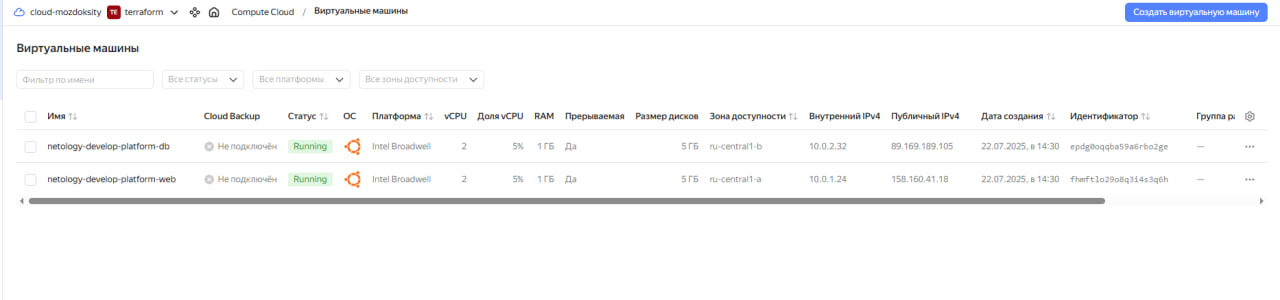 cloud-mozdoksity TE terraform Compute Cloud / Виртуальные машины Создать виртуальную машину
Виртуальные машины
Фильтр по имени Все статусы Все платформы Все зоны доступности
Имя Cloud Backup Статус ОС Платформа vCPU Доля vCPU RAM Прерываемая Размер дисков Зона доступности Внутренний IPv4 Публичный IPv4 Дата создания Идентификатор Группа ра
netology-develop-platform-db Не подключён Running Intel Broadwell 2 5% 1 ГБ Да 5 ГБ ru-central1-b 10.0.2.32 89.169.189.105 22.07.2025, в 14:30 epdg0oqqba59a6rbo2ge —
netology-develop-platform-web Не подключён Running Intel Broadwell 2 5% 1 ГБ Да 5 ГБ ru-central1-a 10.0.1.24 158.160.41.18 22.07.2025, в 14:30 fhmftlo29o8q3i4s3q6h —